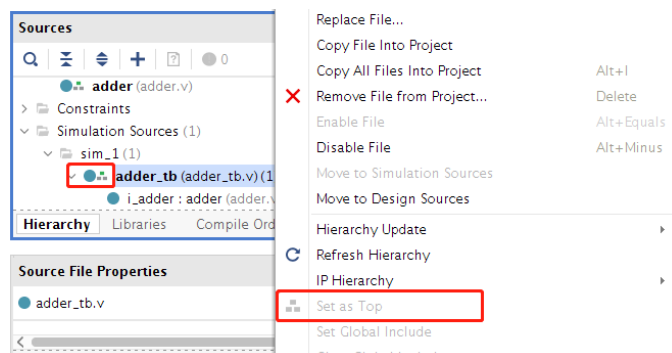 Sources
0
adder (adder.v)
Constraints
Simulation Sources (1)
sim_1 (1)
adder_tb (adder_tb.v) (1
i_adder : adder (adder.v
Hierarchy Libraries Compile Ord
Source File Properties
adder_tb.v
Replace File...
Copy File Into Project
Copy All Files Into Project Alt+I
Remove File from Project... Delete
Enable File Alt+Equals
Disable File Alt+Minus
Move to Simulation Sources
Move to Design Sources
Hierarchy Update
Refresh Hierarchy
IP Hierarchy
Set as Top
Set Global Include